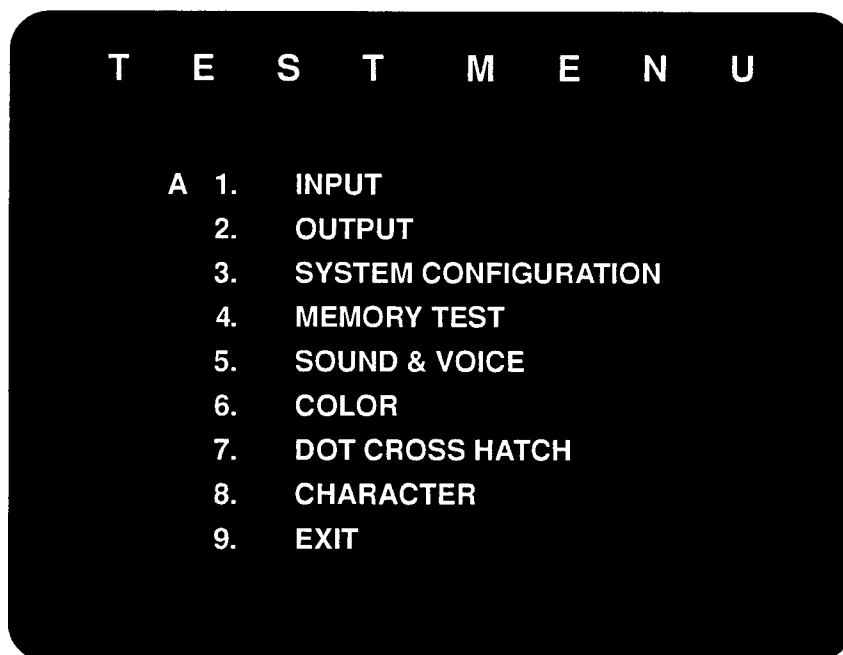 T E S T M E N U
A 1. INPUT
2. OUTPUT
3. SYSTEM CONFIGURATION
4. MEMORY TEST
5. SOUND & VOICE
6. COLOR
7. DOT CROSS HATCH
8. CHARACTER
9. EXIT